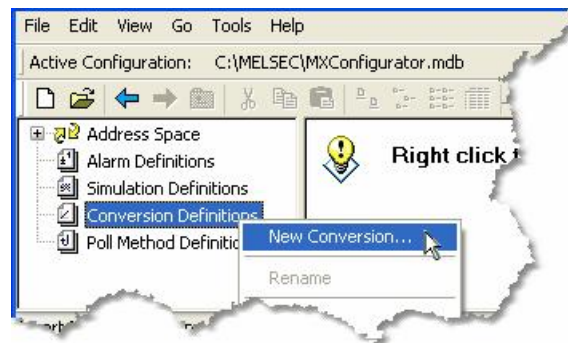 File Edit View Go Tools Help
Active Configuration: C:\MELSEC\MXConfigurator.mdb
Address Space
Alarm Definitions
Simulation Definitions
Conversion Definitions
Poll Method Definitio
New Conversion...
Rename
Right click